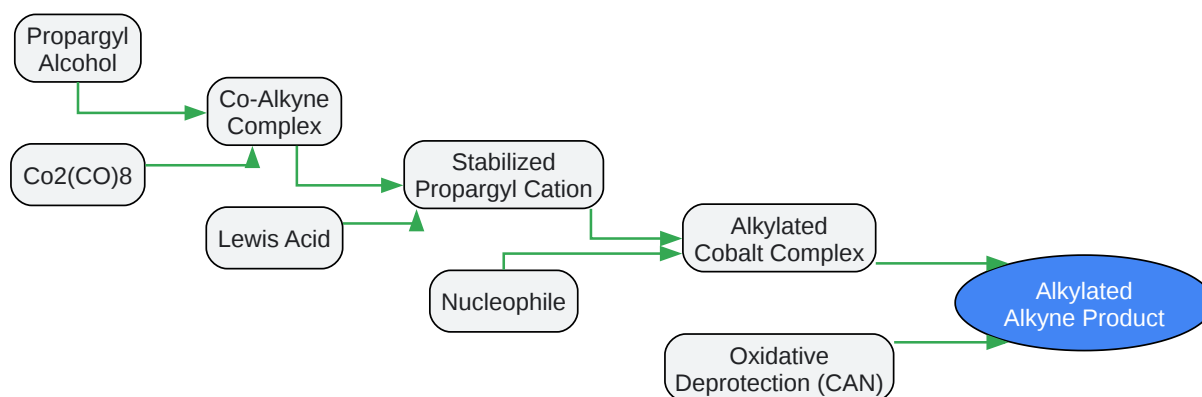 Propargyl
Alcohol
Co-Alkyne
Complex
Co2(CO)8
Stabilized
Propargyl Cation
Lewis Acid
Alkylated
Cobalt Complex
Nucleophile
Alkylated
Alkyne Product
Oxidative
Deprotection (CAN)